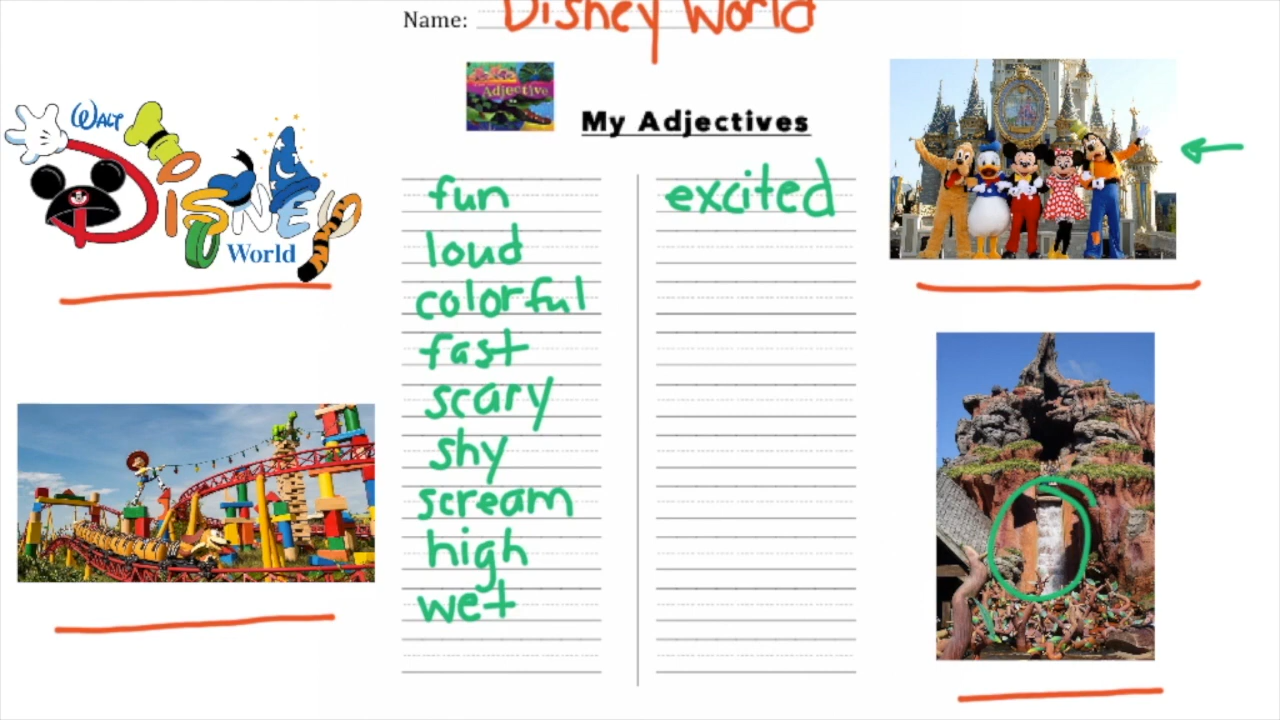 Name: Disney World
My Adjectives
Adjective
WALT
DISNEY
World
fun
loud
colorful
fast
scary
shy
scream
high
wet
excited